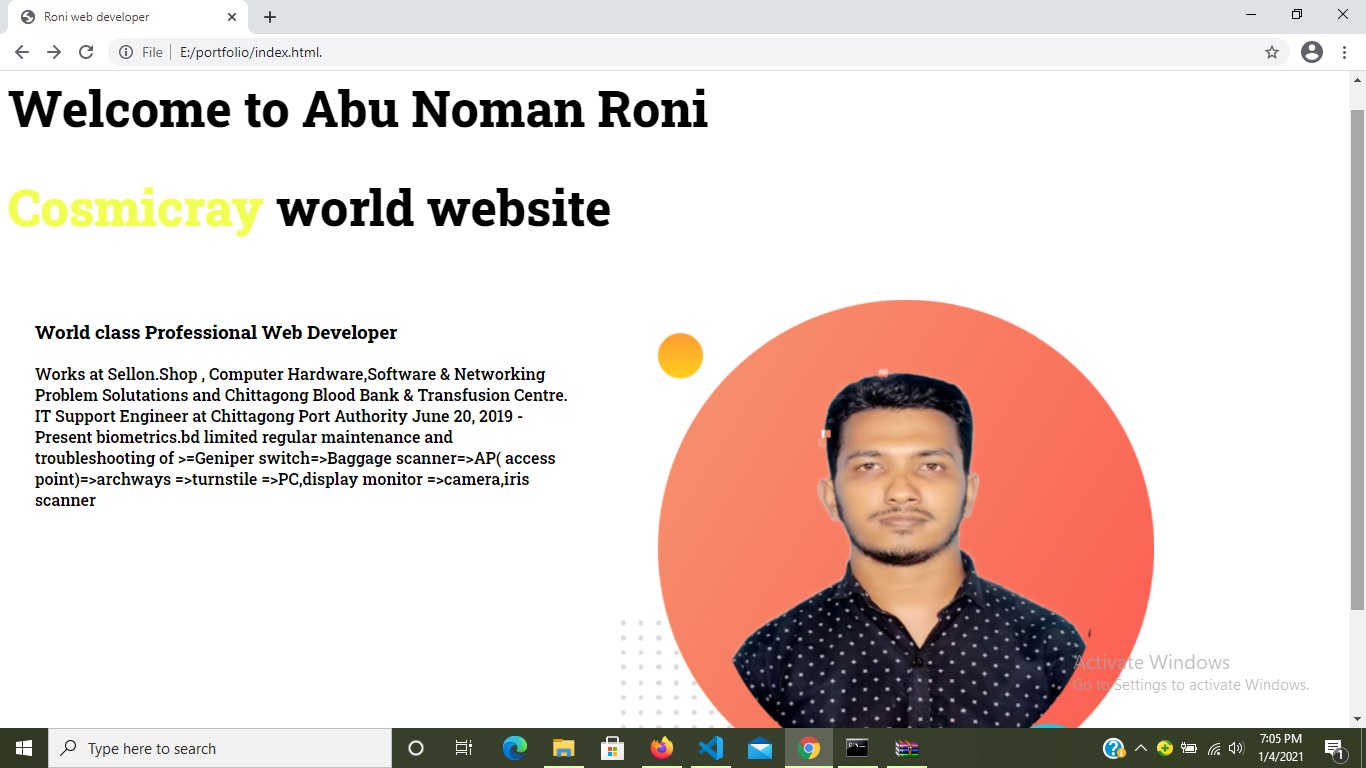 Roni web developer
File
E:/portfolio/index.html.
Welcome to Abu Noman Roni
Cosmicray world website
World class Professional Web Developer
Works at Sellon.Shop , Computer Hardware,Software & Networking
Problem Solutations and Chittagong Blood Bank & Transfusion Centre.
IT Support Engineer at Chittagong Port Authority June 20, 2019 -
Present biometrics.bd limited regular maintenance and
troubleshooting of >=Geniper switch=>Baggage scanner=>AP( access
point)=>archways =>turnstile =>PC,display monitor =>camera,iris
scanner
Activate Windows
Go to Settings to activate Windows.
Type here to search
7:05 PM
1/4/2021
1